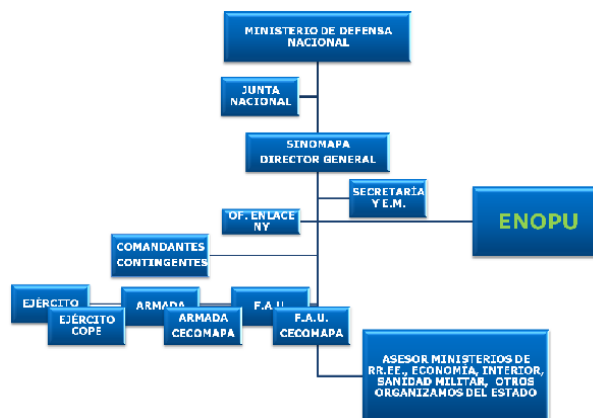 MINISTERIO DE DEFENSA
NACIONAL
JUNTA
NACIONAL
SINOMAPA
DIRECTOR GENERAL
SECRETARÍA
Y E.M.
OF. ENLACE
NY
ENOPU
COMANDANTES
CONTINGENTES
EJÉRCITO
ARMADA
F.A.U.
EJÉRCITO
COPE
ARMADA
CECOMAPA
F.A.U.
CECOMAPA
ASESOR MINISTERIOS DE
RR.EE., ECONOMÍA, INTERIOR,
SANIDAD MILITAR, OTROS
ORGANIZAMOS DEL ESTADO